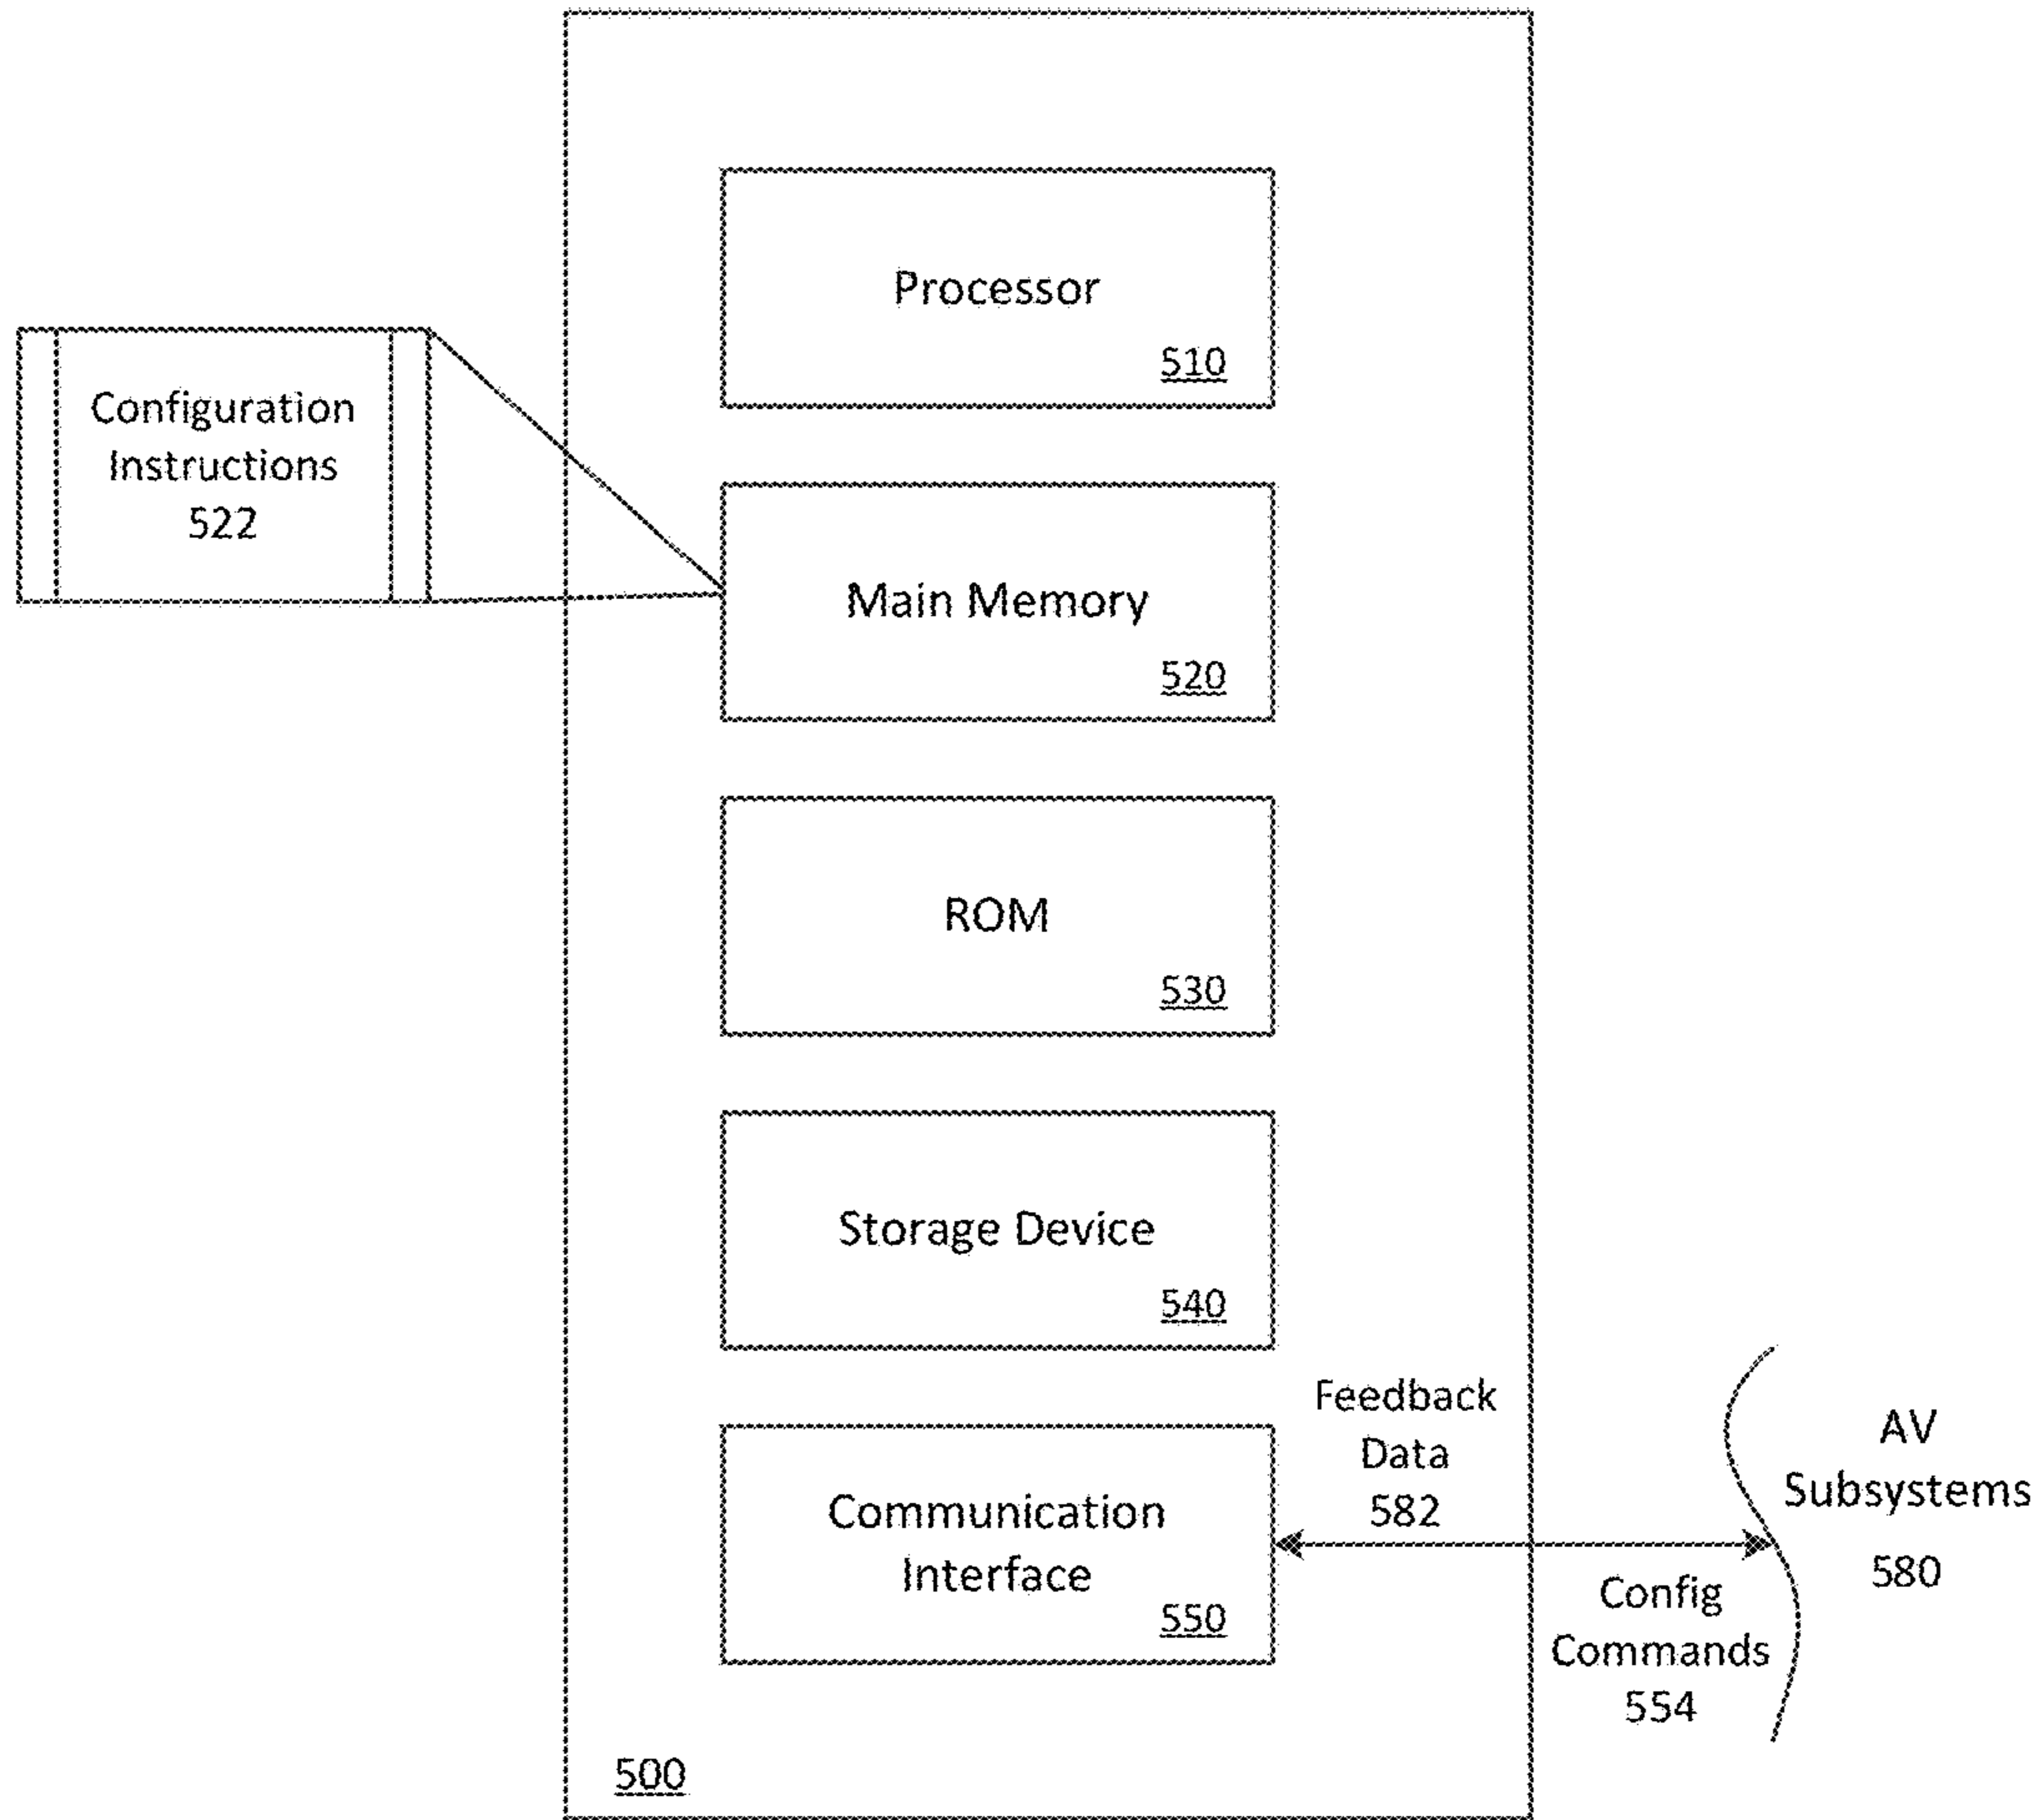 Processor
510
Configuration
Instructions
522
Main Memory
520
ROM
530
Storage Device
540
Feedback
Data
582
Communication
Interface
550
AV
Subsystems
580
Config
Commands
554
500